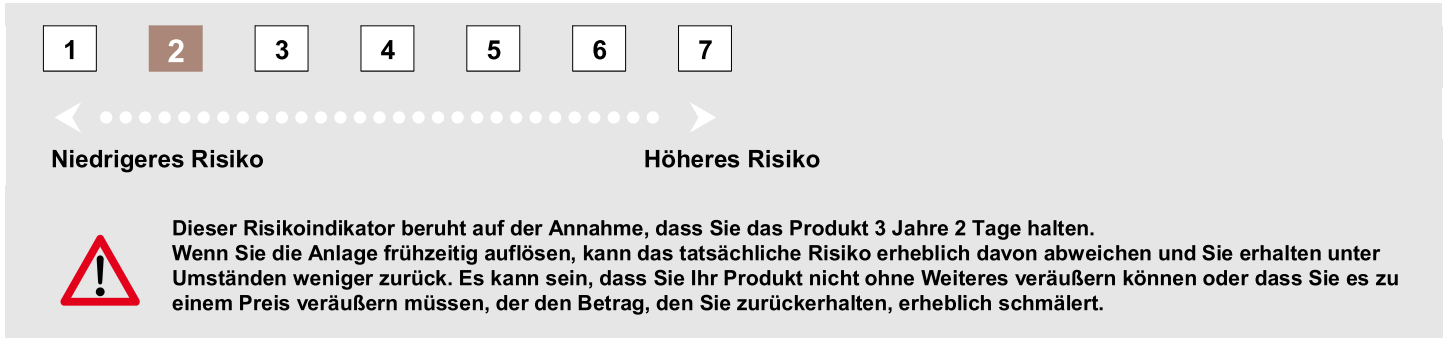 1 2 3 4 5 6 7
Niedrigeres Risiko Höheres Risiko
Dieser Risikoindikator beruht auf der Annahme, dass Sie das Produkt 3 Jahre 2 Tage halten.
Wenn Sie die Anlage frühzeitig auflösen, kann das tatsächliche Risiko erheblich davon abweichen und Sie erhalten unter
Umständen weniger zurück. Es kann sein, dass Sie Ihr Produkt nicht ohne Weiteres veräußern können oder dass Sie es zu
einem Preis veräußern müssen, der den Betrag, den Sie zurückerhalten, erheblich schmälert.